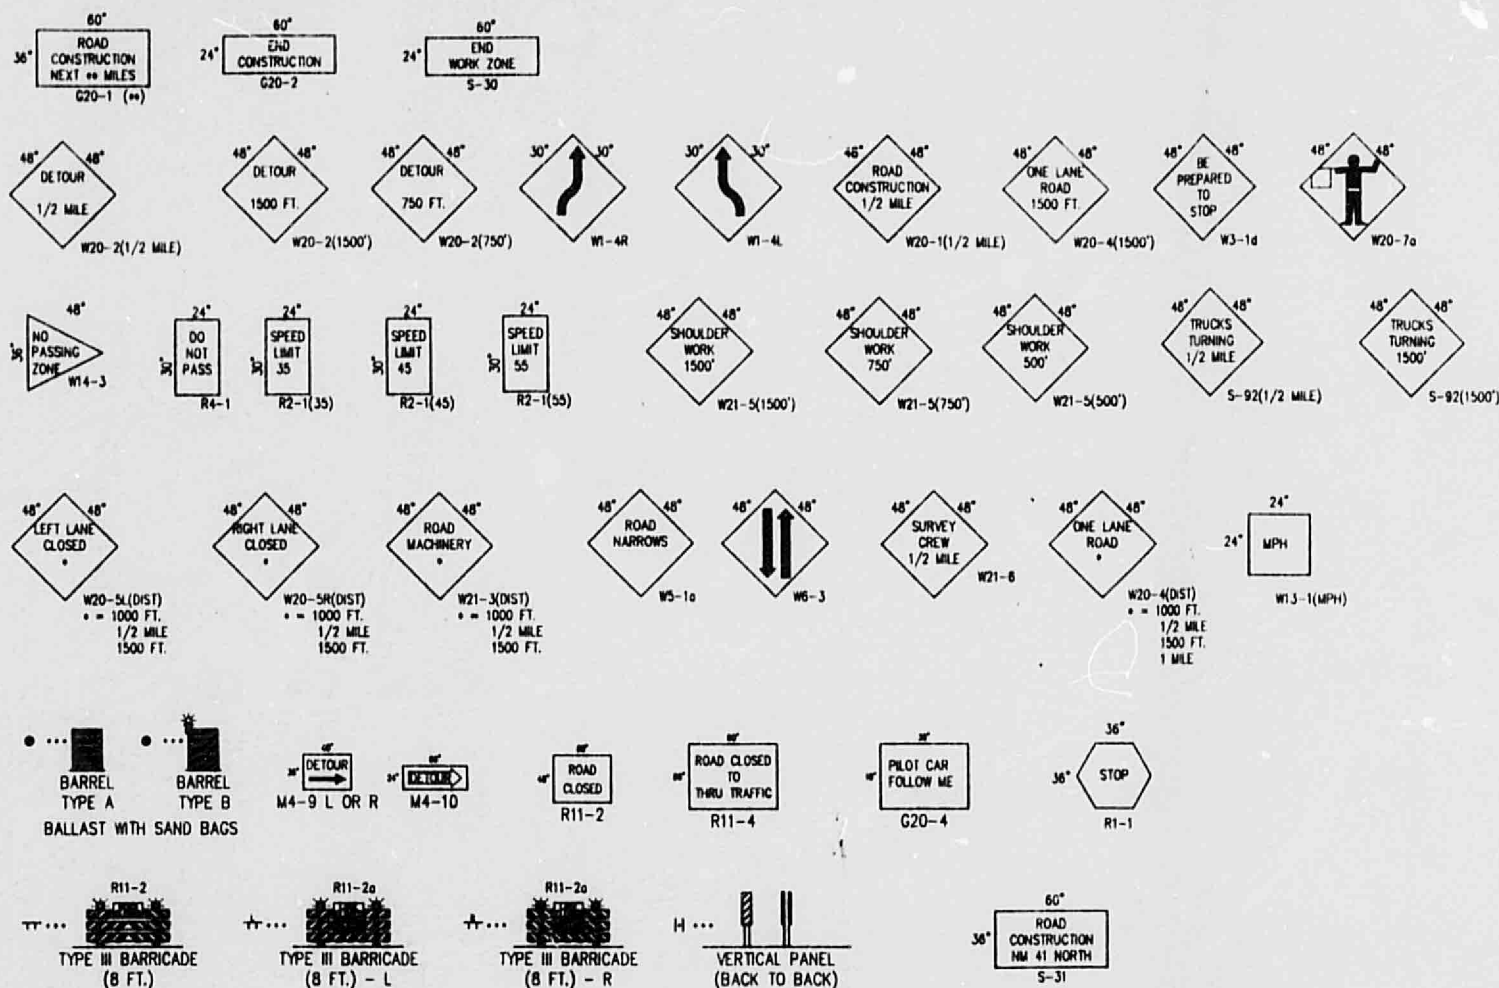 60"
36"
ROAD
CONSTRUCTION
NEXT ** MILES
G20-1 (**)
60"
24"
END
CONSTRUCTION
G20-2
60"
24"
END
WORK ZONE
S-30
48" 48"
DETOUR
1/2 MILE
W20-2(1/2 MILE)
48" 48"
DETOUR
1500 FT.
W20-2(1500')
48" 48"
DETOUR
750 FT.
W20-2(750')
30" 30"
W1-4R
30" 30"
W1-4L
46" 48"
ROAD
CONSTRUCTION
1/2 MILE
W20-1(1/2 MILE)
48" 48"
ONE LANE
ROAD
1500 FT.
W20-4(1500')
48" 48"
BE
PREPARED
TO
STOP
W3-1d
48" 48"
W20-7a
48"
36"
NO
PASSING
ZONE
W14-3
24"
30"
DO
NOT
PASS
R4-1
24"
30"
SPEED
LIMIT
35
R2-1(35)
24"
30"
SPEED
LIMIT
45
R2-1(45)
24"
30"
SPEED
LIMIT
55
R2-1(55)
48" 48"
SHOULDER
WORK
1500'
W21-5(1500')
48" 48"
SHOULDER
WORK
750'
W21-5(750')
48" 48"
SHOULDER
WORK
500'
W21-5(500')
48" 48"
TRUCKS
TURNING
1/2 MILE
S-92(1/2 MILE)
48" 48"
TRUCKS
TURNING
1500'
S-92(1500')
48" 48"
LEFT LANE
CLOSED
*
W20-5L(DIST)
* = 1000 FT.
1/2 MILE
1500 FT.
48" 48"
RIGHT LANE
CLOSED
*
W20-5R(DIST)
* = 1000 FT.
1/2 MILE
1500 FT.
48" 48"
ROAD
MACHINERY
*
W21-3(DIST)
* = 1000 FT.
1/2 MILE
1500 FT.
48" 48"
ROAD
NARROWS
W5-1a
48" 48"
W6-3
48" 48"
SURVEY
CREW
1/2 MILE
W21-6
48" 48"
ONE LANE
ROAD
*
W20-4(DIST)
* = 1000 FT.
1/2 MILE
1500 FT.
1 MILE
24"
24"
MPH
W13-1(MPH)
BARREL
TYPE A
BARREL
TYPE B
BALLAST WITH SAND BAGS
48"
DETOUR
M4-9 L OR R
24"
DETOUR
M4-10
48"
ROAD
CLOSED
R11-2
60"
ROAD CLOSED
TO
THRU TRAFFIC
R11-4
PILOT CAR
FOLLOW ME
G20-4
36"
36"
STOP
R1-1
R11-2
TYPE III BARRICADE
(8 FT.)
R11-2a
TYPE III BARRICADE
(8 FT.) - L
R11-2a
TYPE III BARRICADE
(8 FT.) - R
VERTICAL PANEL
(BACK TO BACK)
60"
36"
ROAD
CONSTRUCTION
NM 41 NORTH
S-31